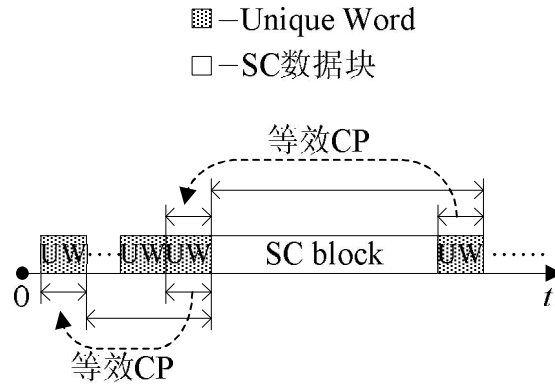 –Unique Word
–SC数据块
等效CP
UW ...... UW UW SC block UW ......
0 t
等效CP